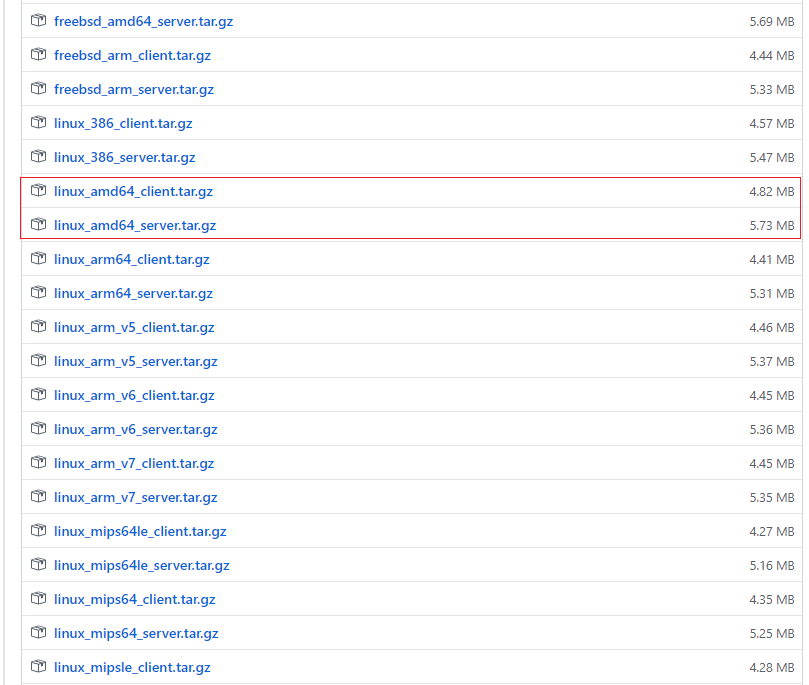 freebsd_amd64_server.tar.gz 5.69 MB
freebsd_arm_client.tar.gz 4.44 MB
freebsd_arm_server.tar.gz 5.33 MB
linux_386_client.tar.gz 4.57 MB
linux_386_server.tar.gz 5.47 MB
linux_amd64_client.tar.gz 4.82 MB
linux_amd64_server.tar.gz 5.73 MB
linux_arm64_client.tar.gz 4.41 MB
linux_arm64_server.tar.gz 5.31 MB
linux_arm_v5_client.tar.gz 4.46 MB
linux_arm_v5_server.tar.gz 5.37 MB
linux_arm_v6_client.tar.gz 4.45 MB
linux_arm_v6_server.tar.gz 5.36 MB
linux_arm_v7_client.tar.gz 4.45 MB
linux_arm_v7_server.tar.gz 5.35 MB
linux_mips64le_client.tar.gz 4.27 MB
linux_mips64le_server.tar.gz 5.16 MB
linux_mips64_client.tar.gz 4.35 MB
linux_mips64_server.tar.gz 5.25 MB
linux_mipsle_client.tar.gz 4.28 MB